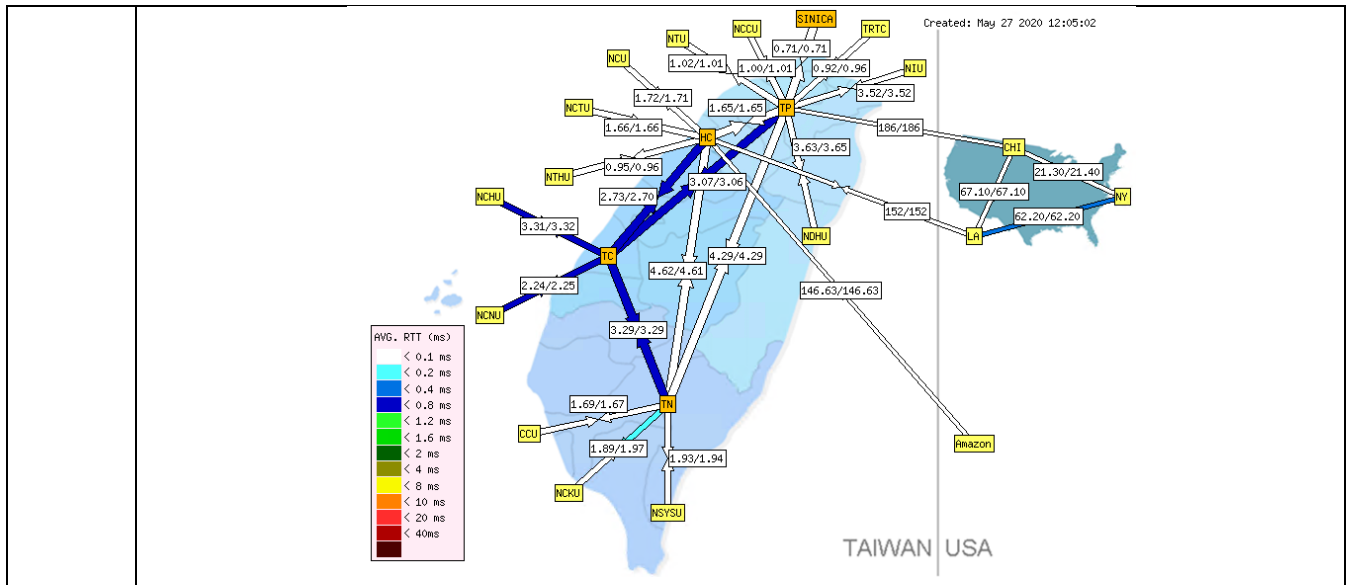 SINICA
Created: May 27 2020 12:05:02
NCCU
TRTC
NTU
0.71/0.71
NCU
1.02/1.01
1.00/1.01
0.92/0.96
NIU
3.52/3.52
1.72/1.71
NCTU
1.65/1.65
TP
1.66/1.66
186/186
HC
3.63/3.65
CHI
0.95/0.96
21.30/21.40
NTHU
3.07/3.06
67.10/67.10
NCHU
2.73/2.70
NY
152/152
62.20/62.20
3.31/3.32
NDHU
LA
TC
4.29/4.29
4.62/4.61
2.24/2.25
146.63/146.63
NCNU
3.29/3.29
AVG. RTT (ms)
< 0.1 ms
< 0.2 ms
< 0.4 ms
< 0.8 ms
< 1.2 ms
< 1.6 ms
< 2 ms
< 4 ms
< 8 ms
< 10 ms
< 20 ms
< 40ms
TN
1.69/1.67
CCU
Amazon
1.89/1.97
1.93/1.94
NCKU
NSYSU
TAIWAN USA